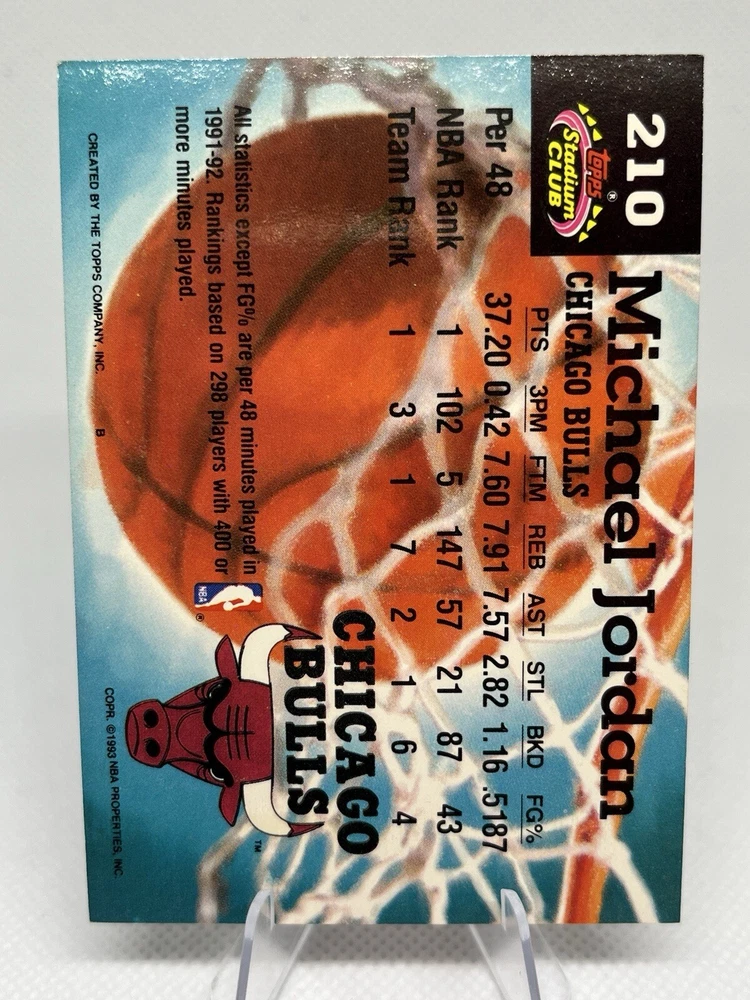 210
TOPPS®
Stadium
CLUB
Michael Jordan
CHICAGO BULLS
PTS 3PM FTM REB AST STL BKD FG%
Per 48 37.20 0.42 7.60 7.91 7.57 2.82 1.16 .5187
NBA Rank 1 102 5 147 57 21 87 43
Team Rank 1 3 1 7 2 1 6 4
CHICAGO
BULLS
TM
All statistics except FG% are per 48 minutes played in
1991-92. Rankings based on 298 players with 400 or
more minutes played.
NBA
®
CREATED BY THE TOPPS COMPANY, INC. B
COPR. ©1993 NBA PROPERTIES, INC.